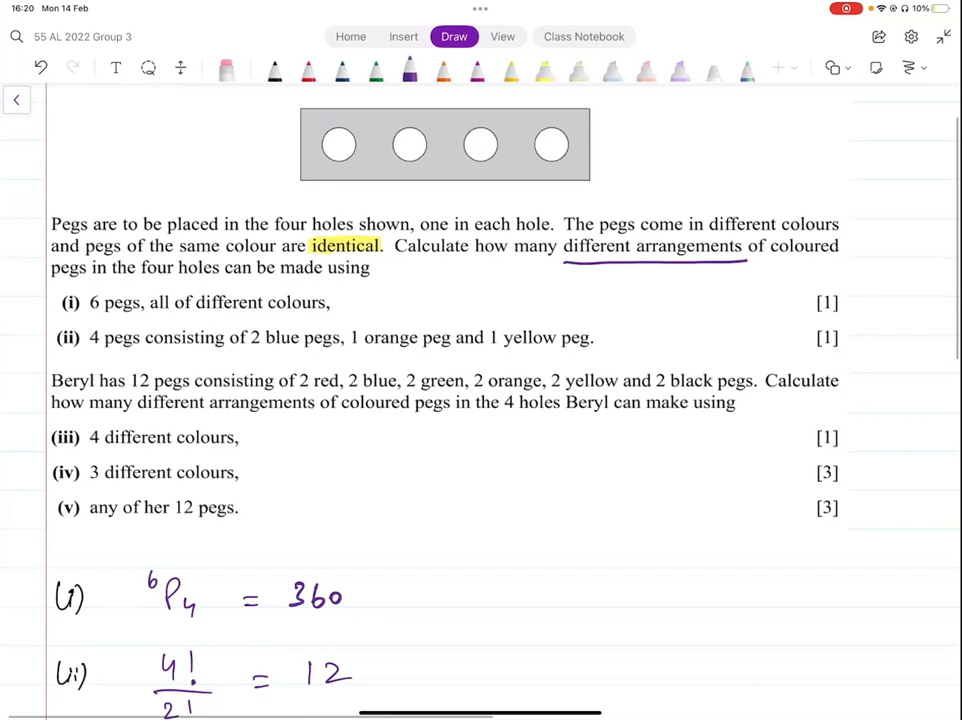 16:20 Mon 14 Feb
10%
55 AL 2022 Group 3
Home Insert Draw View Class Notebook
Pegs are to be placed in the four holes shown, one in each hole. The pegs come in different colours
and pegs of the same colour are identical. Calculate how many different arrangements of coloured
pegs in the four holes can be made using
(i) 6 pegs, all of different colours, [1]
(ii) 4 pegs consisting of 2 blue pegs, 1 orange peg and 1 yellow peg. [1]
Beryl has 12 pegs consisting of 2 red, 2 blue, 2 green, 2 orange, 2 yellow and 2 black pegs. Calculate
how many different arrangements of coloured pegs in the 4 holes Beryl can make using
(iii) 4 different colours, [1]
(iv) 3 different colours, [3]
(v) any of her 12 pegs. [3]
(i) ⁶P₄ = 360
(ii) 4!/2! = 12